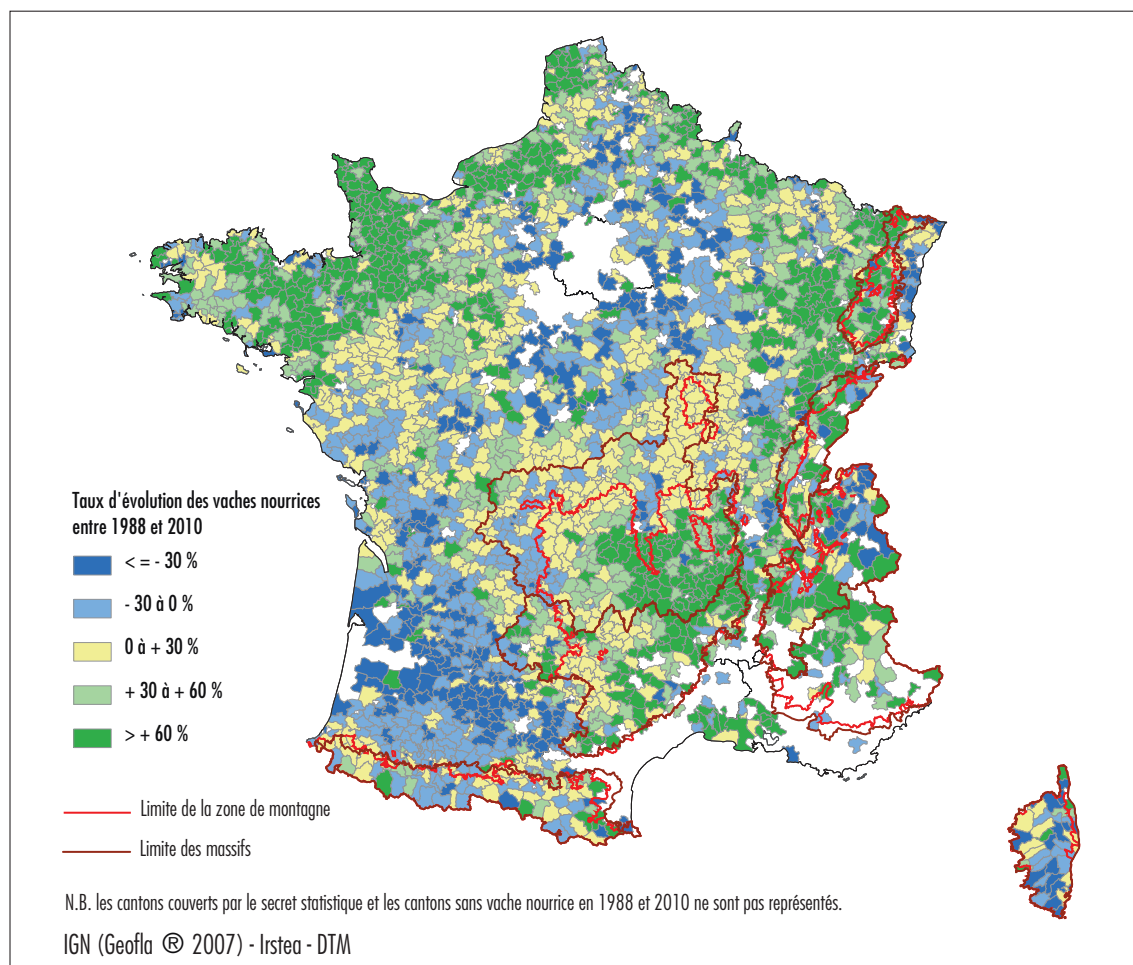 Taux d'évolution des vaches nourrices
entre 1988 et 2010
< = - 30 %
- 30 à 0 %
0 à + 30 %
+ 30 à + 60 %
> + 60 %
Limite de la zone de montagne
Limite des massifs
N.B. les cantons couverts par le secret statistique et les cantons sans vache nourrice en 1988 et 2010 ne sont pas représentés.
IGN (Geofla ® 2007) - Irstea - DTM